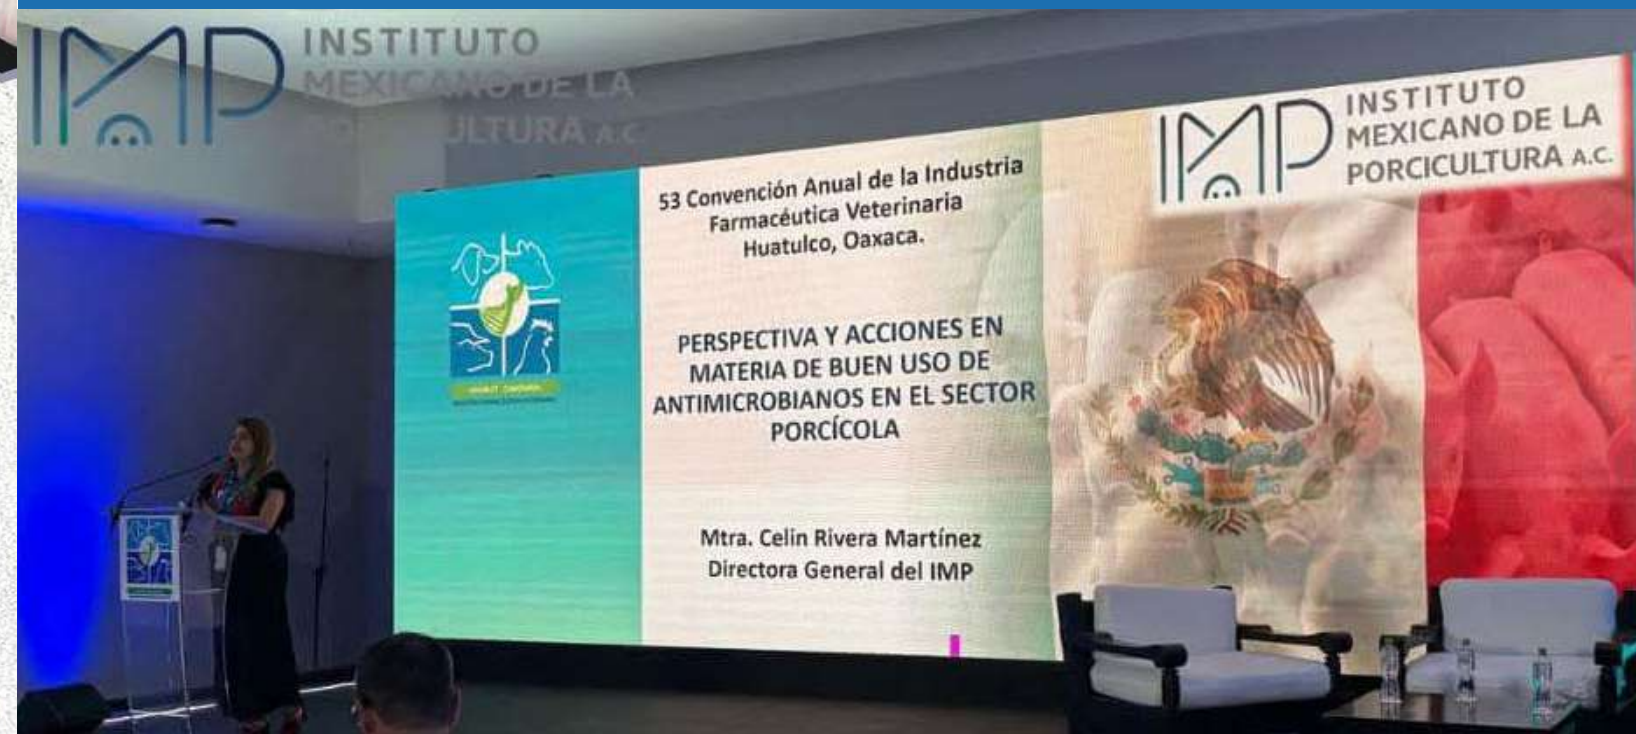 IMP INSTITUTO
MEXICANO DE LA
ULTURA A.C.
IMP INSTITUTO
MEXICANO DE LA
PORCICULTURA A.C.
53 Convención Anual de la Industria
Farmacéutica Veterinaria
Huatulco, Oaxaca.
PERSPECTIVA Y ACCIONES EN
MATERIA DE BUEN USO DE
ANTIMICROBIANOS EN EL SECTOR
PORCÍCOLA
Mtra. Celin Rivera Martínez
Directora General del IMP